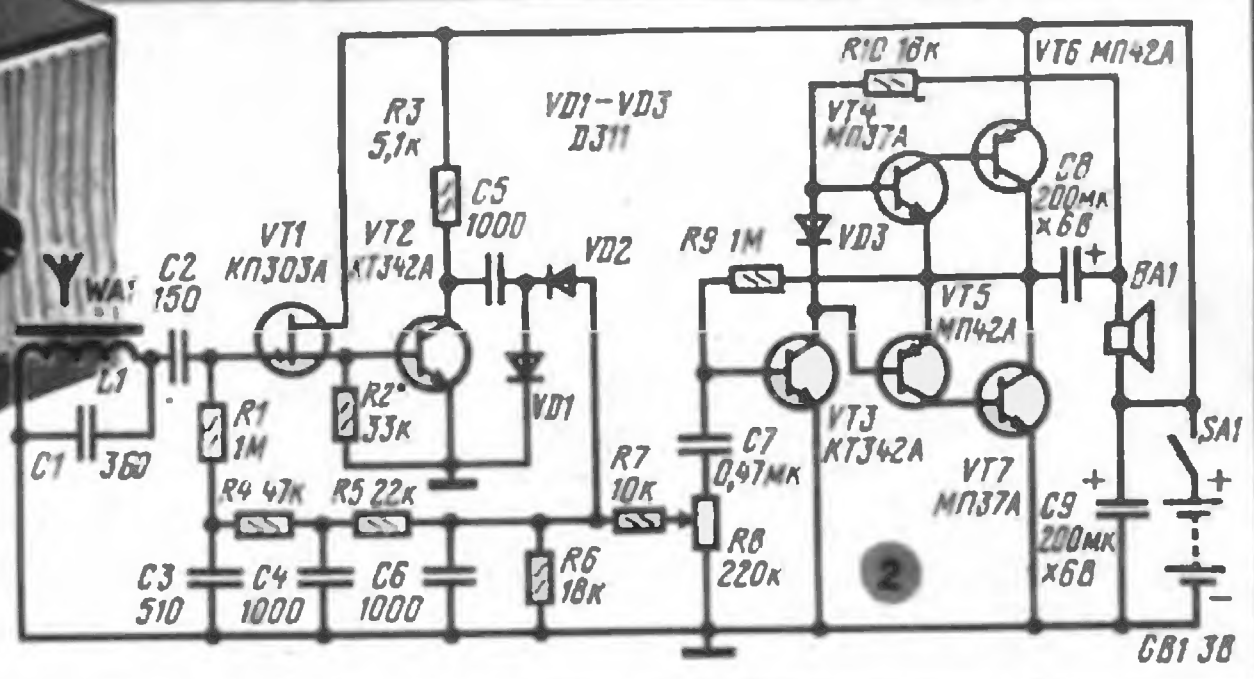 R10 18к
VT6 МП42А
R3
5,1к
VD1-VD3
Д311
VT4
МП37А
C5
1000
C8
200мк
×6В
VT1
КП303А
VT2
КТ342А
VD2
R9 1М
VD3
+
ВА1
WA1
C2
150
VT5
МП42А
L1
R1
1М
R2*
33к
VD1
C1
360
VT3
КТ342А
SA1
R4 47к
R5 22к
R7
10к
C7
0,47мк
VT7
МП37А
+
C9
200мк
×6В
+
C3
510
C4
1000
C6
1000
R6
18к
R8
220к
2
-
GB1 3В